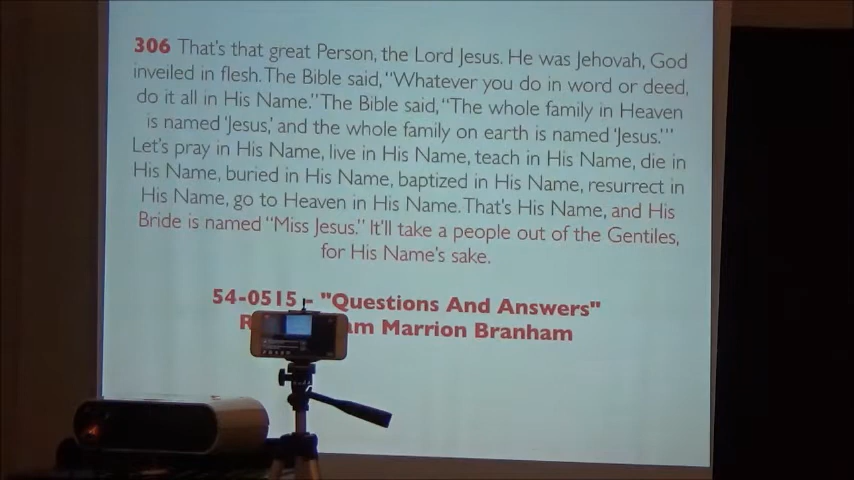 306 That's that great Person, the Lord Jesus. He was Jehovah, God
inveiled in flesh. The Bible said, "Whatever you do in word or deed,
do it all in His Name." The Bible said, "The whole family in Heaven
is named 'Jesus,' and the whole family on earth is named 'Jesus.'"
Let's pray in His Name, live in His Name, teach in His Name, die in
His Name, buried in His Name, baptized in His Name, resurrect in
His Name, go to Heaven in His Name. That's His Name, and His
Bride is named "Miss Jesus." It'll take a people out of the Gentiles,
for His Name's sake.
54-0515 - "Questions And Answers"
Marrion Branham